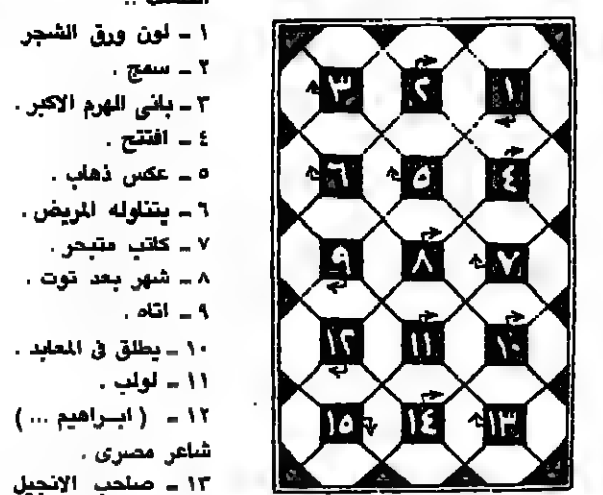 ١ ـ لون ورق الشجر
٢ ـ سمج .
٣ ـ بانى الهرم الاكبر .
٤ ـ افتتح .
٥ ـ عكس ذهاب .
٦ ـ يتناوله المريض .
٧ ـ كاتب متبحر .
٨ ـ شهر بعد توت .
٩ ـ اتاه .
١٠ ـ يطلق فى المعابد .
١١ ـ لولب .
١٢ ـ ( ابراهيم ... )
شاعر مصرى .
١٣ ـ صاحب الانجيل
٣ ٢ ١
٦ ٥ ٤
٩ ٨ ٧
١٢ ١١ ١٠
١٥ ١٤ ١٣